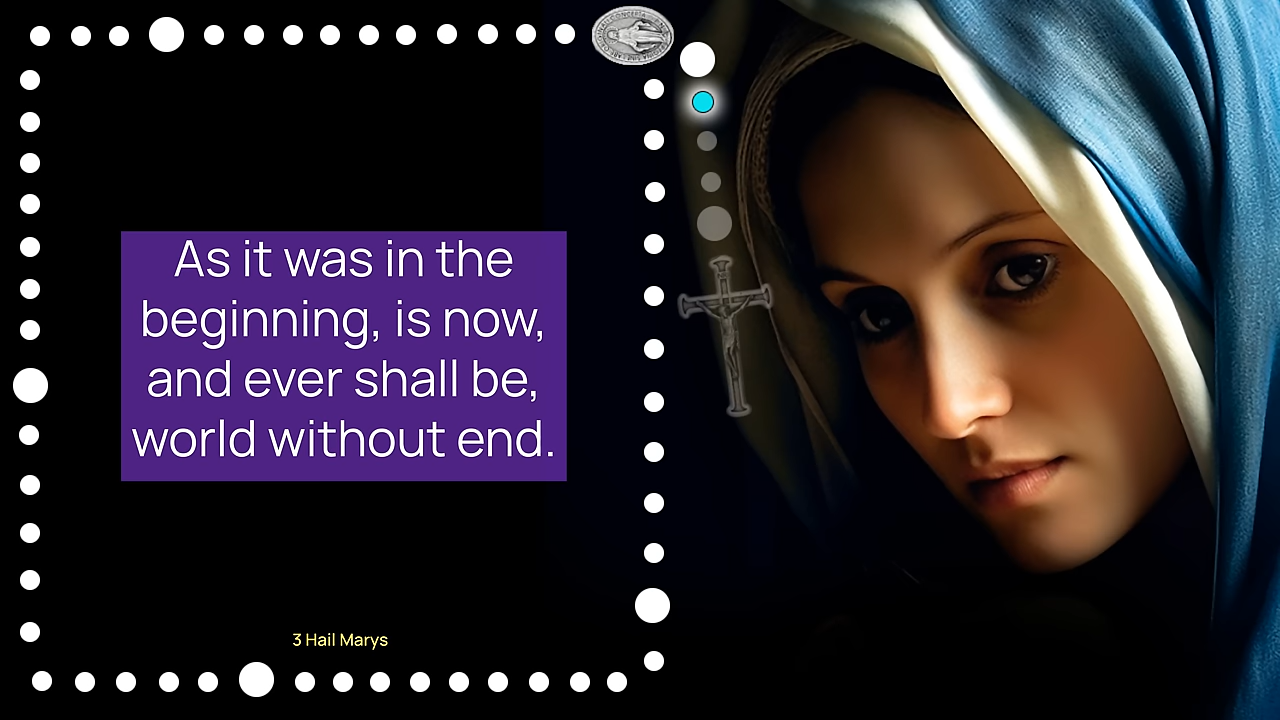 As it was in the
beginning, is now,
and ever shall be,
world without end.
3 Hail Marys